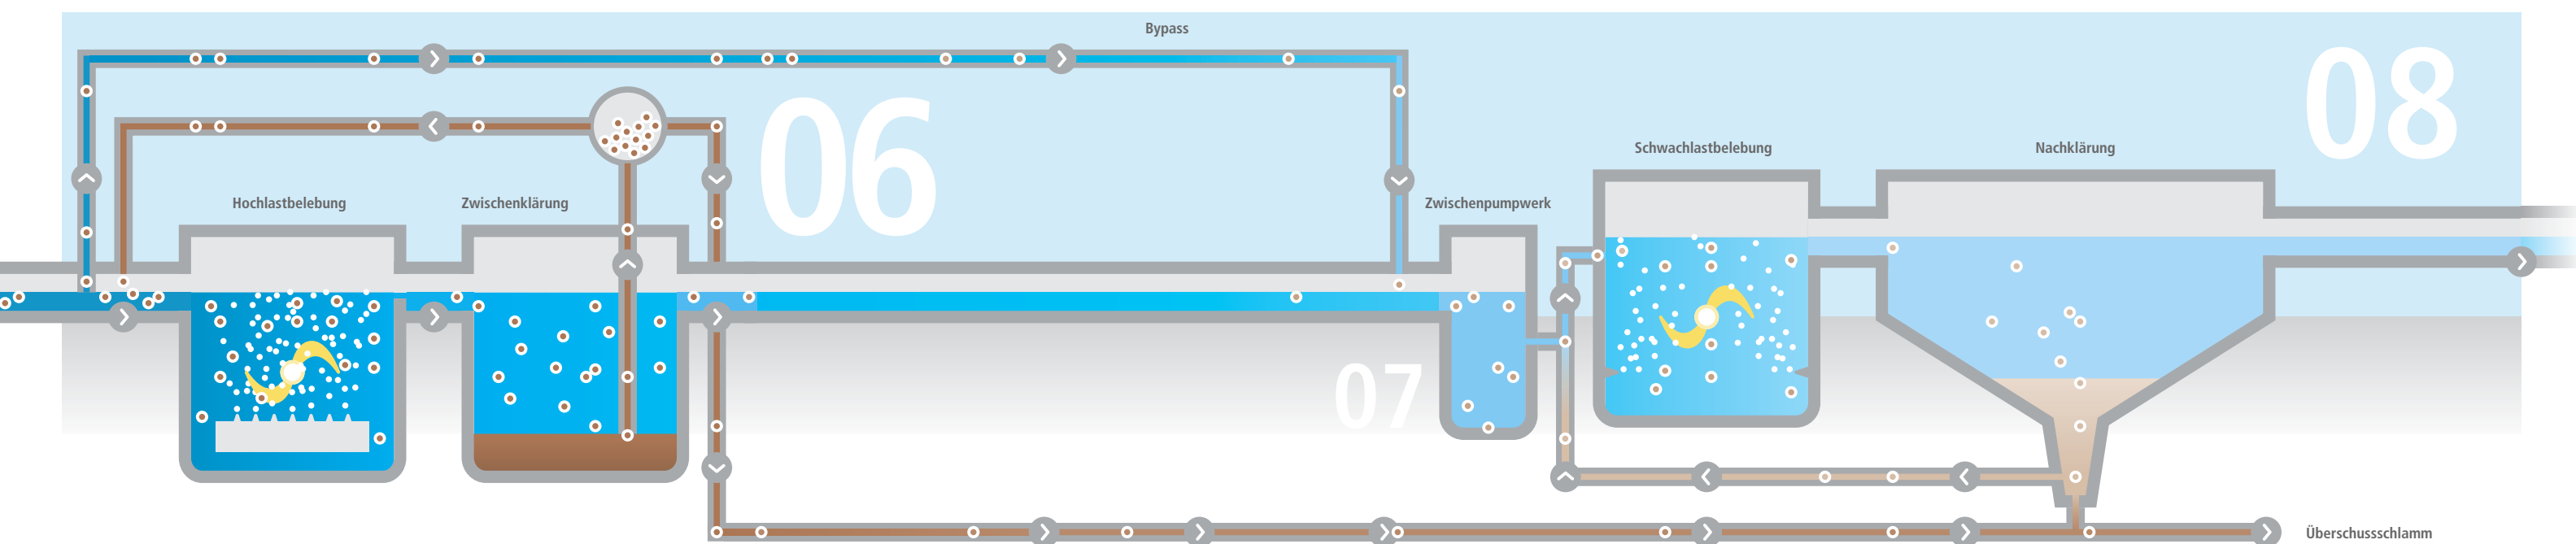 Bypass
06
08
Schwachlastbelebung
Nachklärung
Hochlastbelebung
Zwischenklärung
Zwischenpumpwerk
07
Überschussschlamm